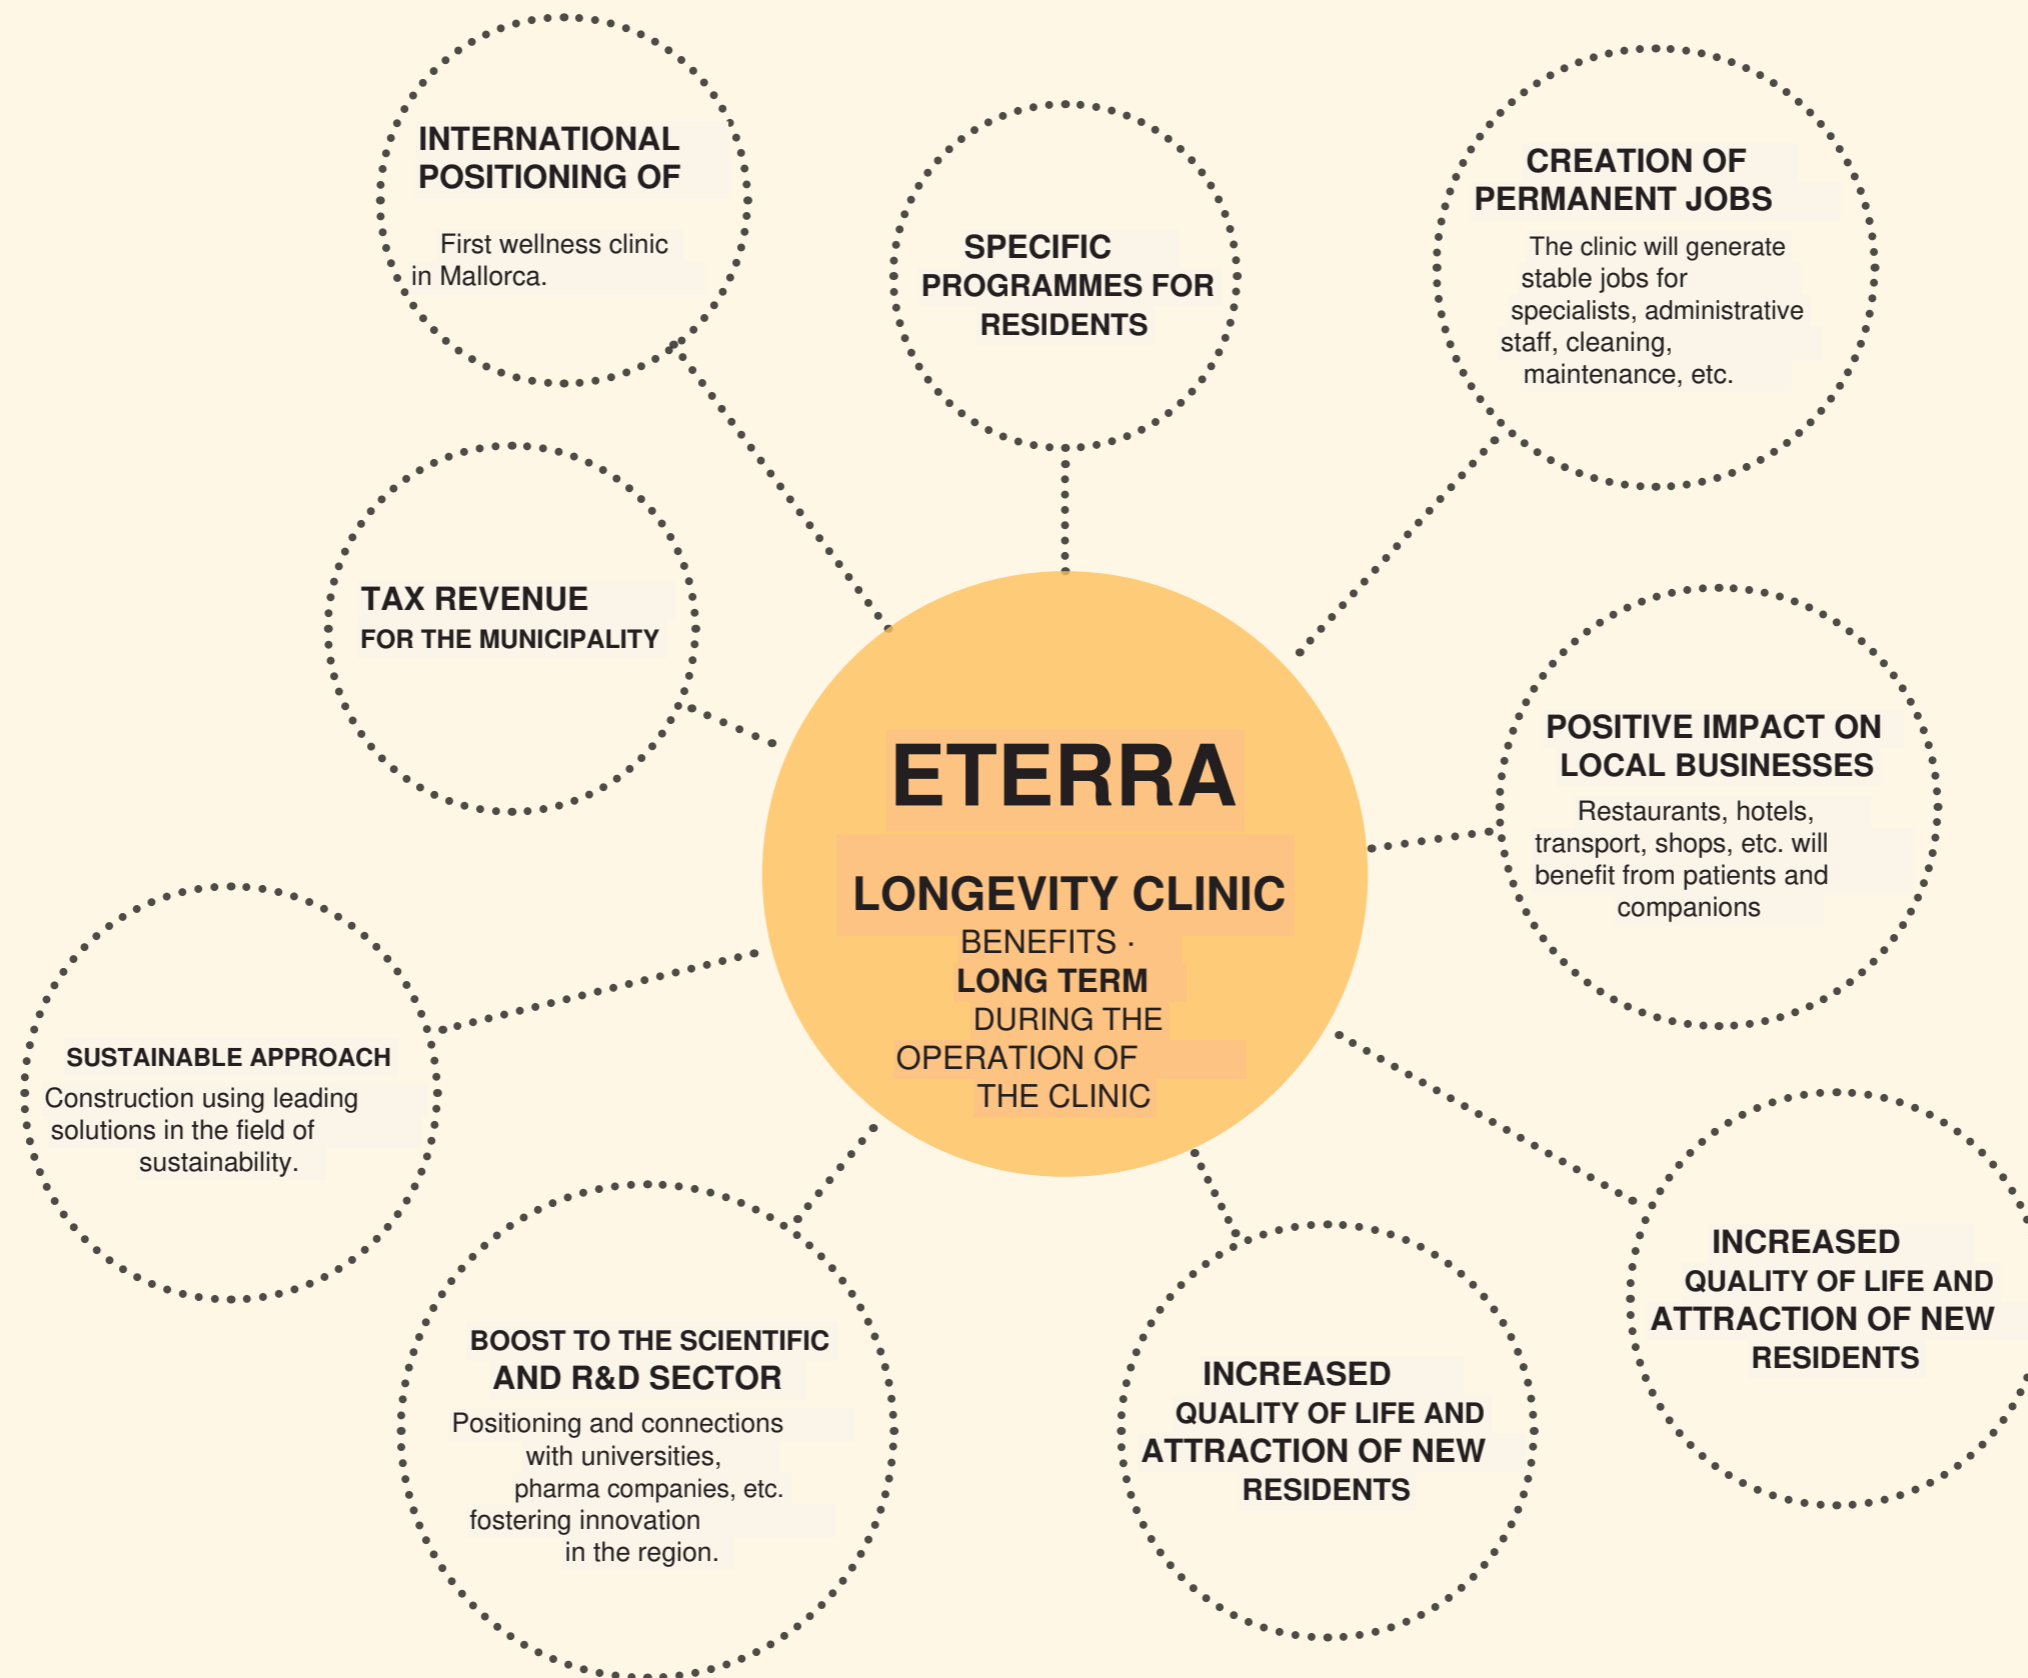 INTERNATIONAL
POSITIONING OF
First wellness clinic
in Mallorca.
SPECIFIC
PROGRAMMES FOR
RESIDENTS
CREATION OF
PERMANENT JOBS
The clinic will generate
stable jobs for
specialists, administrative
staff, cleaning,
maintenance, etc.
TAX REVENUE
FOR THE MUNICIPALITY
ETERRA
LONGEVITY CLINIC
BENEFITS ·
LONG TERM
DURING THE
OPERATION OF
THE CLINIC
POSITIVE IMPACT ON
LOCAL BUSINESSES
Restaurants, hotels,
transport, shops, etc. will
benefit from patients and
companions
SUSTAINABLE APPROACH
Construction using leading
solutions in the field of
sustainability.
BOOST TO THE SCIENTIFIC
AND R&D SECTOR
Positioning and connections
with universities,
pharma companies, etc.
fostering innovation
in the region.
INCREASED
QUALITY OF LIFE AND
ATTRACTION OF NEW
RESIDENTS
INCREASED
QUALITY OF LIFE AND
ATTRACTION OF NEW
RESIDENTS